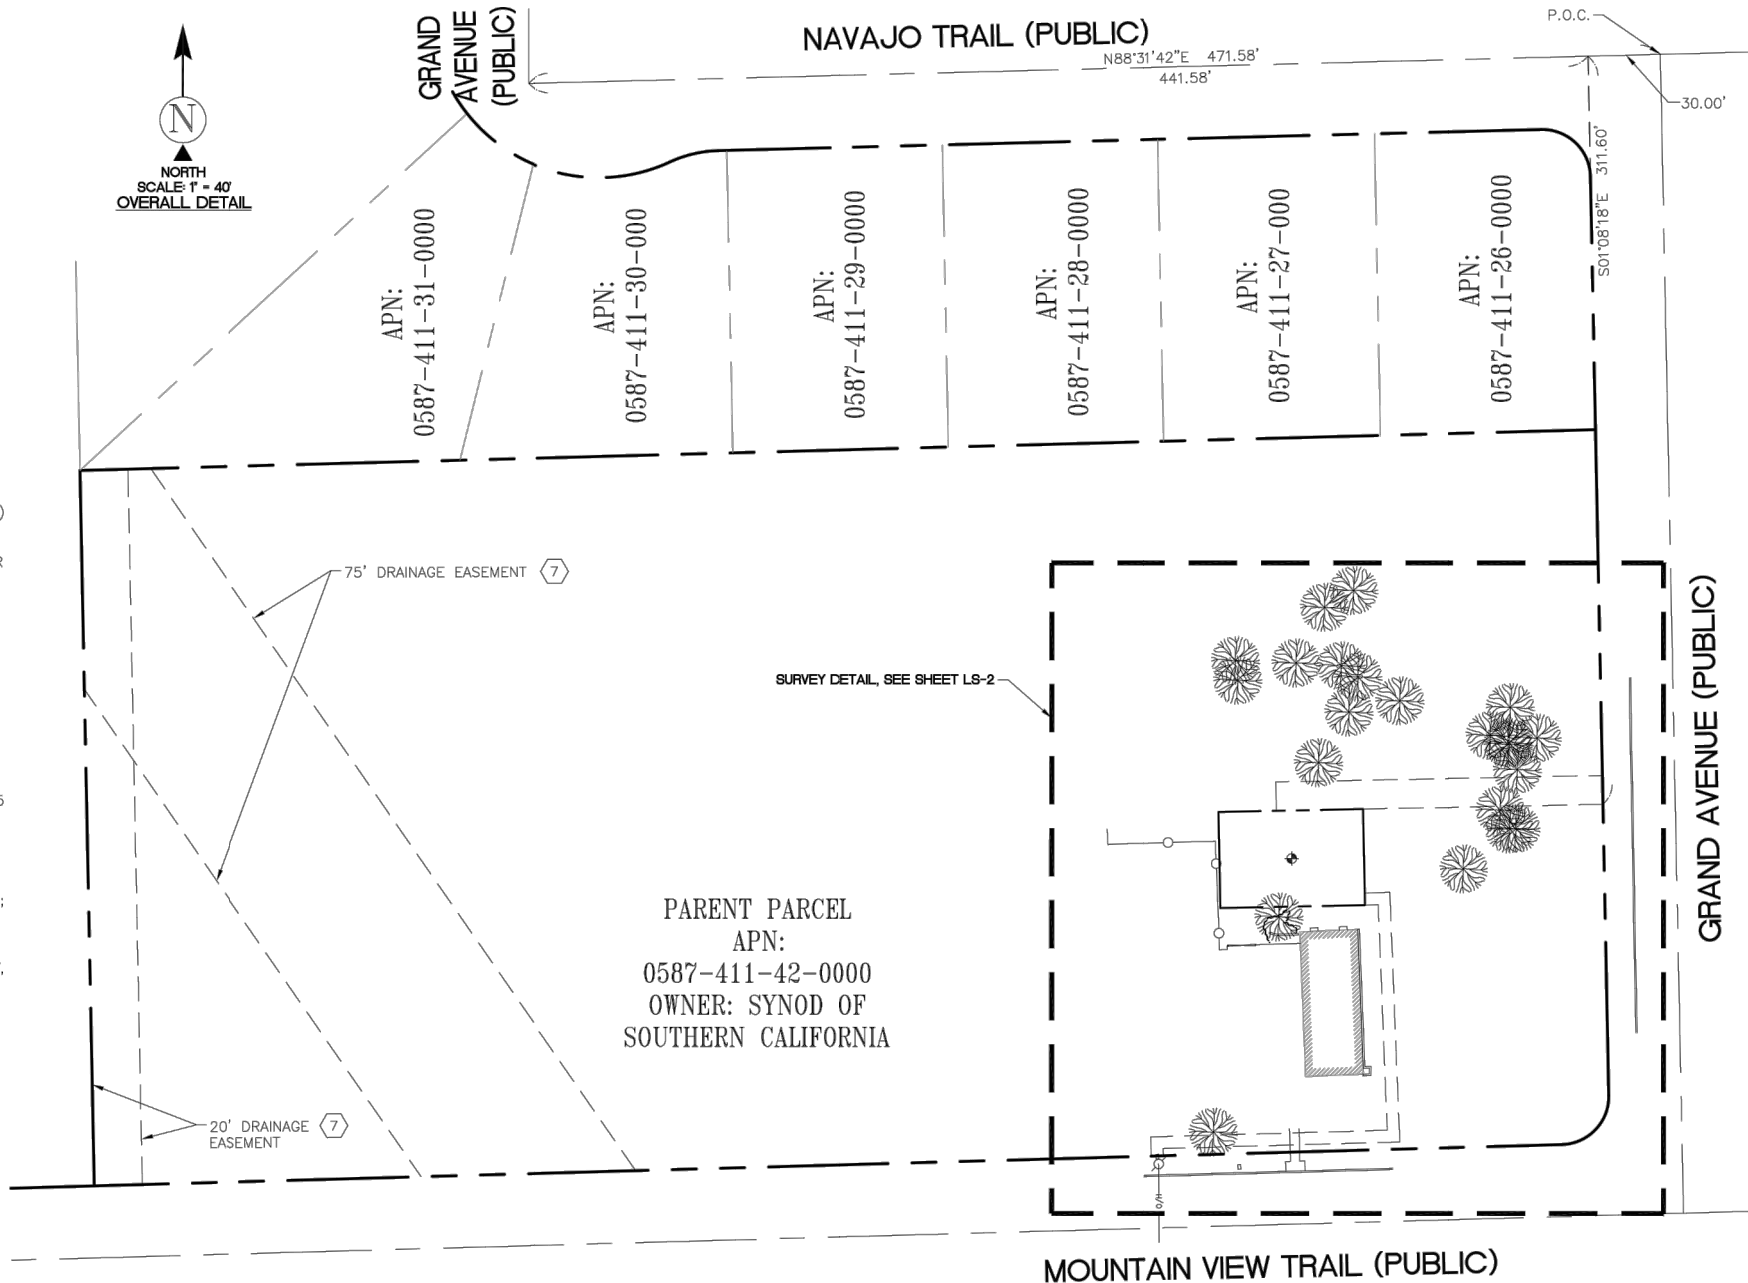 GRAND
AVENUE
(PUBLIC)
NAVAJO TRAIL (PUBLIC)
P.O.C.
N88°31'42"E 471.58'
441.58'
30.00'
N
NORTH
SCALE: 1" = 40'
OVERALL DETAIL
S01°08'18"E 311.60'
APN:
0587-411-31-0000
APN:
0587-411-30-000
APN:
0587-411-29-0000
APN:
0587-411-28-0000
APN:
0587-411-27-000
APN:
0587-411-26-0000
75' DRAINAGE EASEMENT 7
SURVEY DETAIL, SEE SHEET LS-2
GRAND AVENUE (PUBLIC)
PARENT PARCEL
APN:
0587-411-42-0000
OWNER: SYNOD OF
SOUTHERN CALIFORNIA
20' DRAINAGE 7
EASEMENT
O/H
MOUNTAIN VIEW TRAIL (PUBLIC)